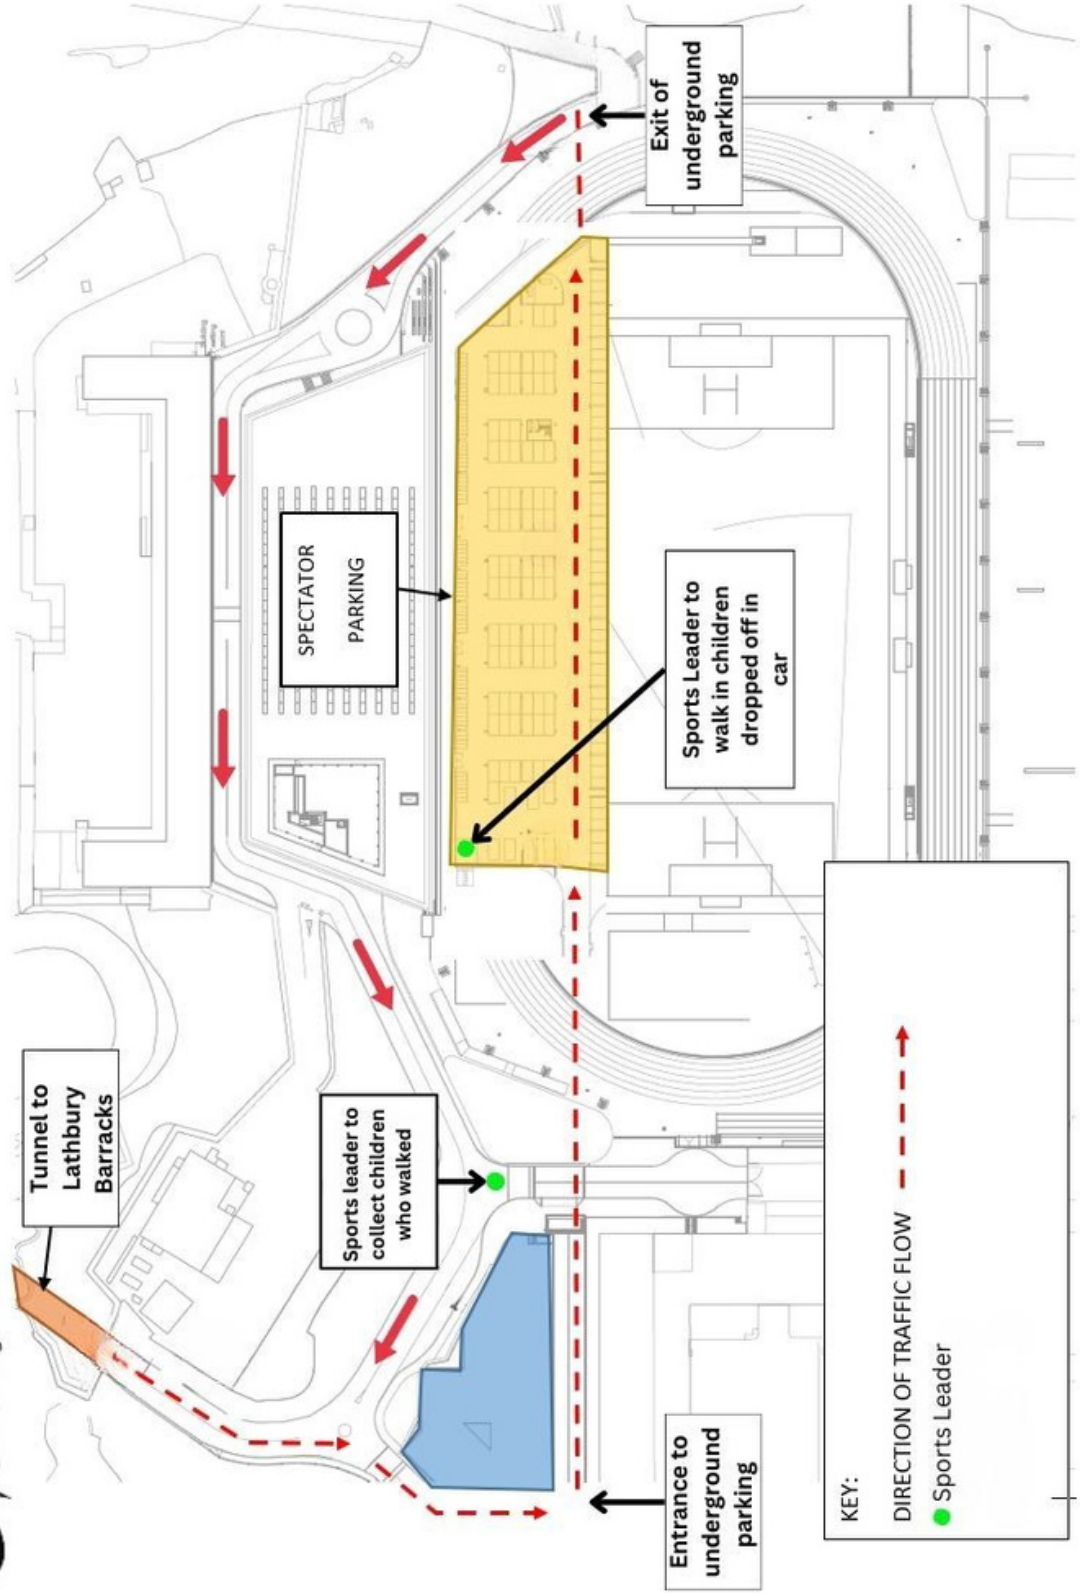 Tunnel to
Lathbury
Barracks
SPECTATOR
PARKING
Exit of
underground
parking
Sports leader to
collect children
who walked
Sports Leader to
walk in children
dropped off in
car
Entrance to
underground
parking
KEY:
DIRECTION OF TRAFFIC FLOW
Sports Leader